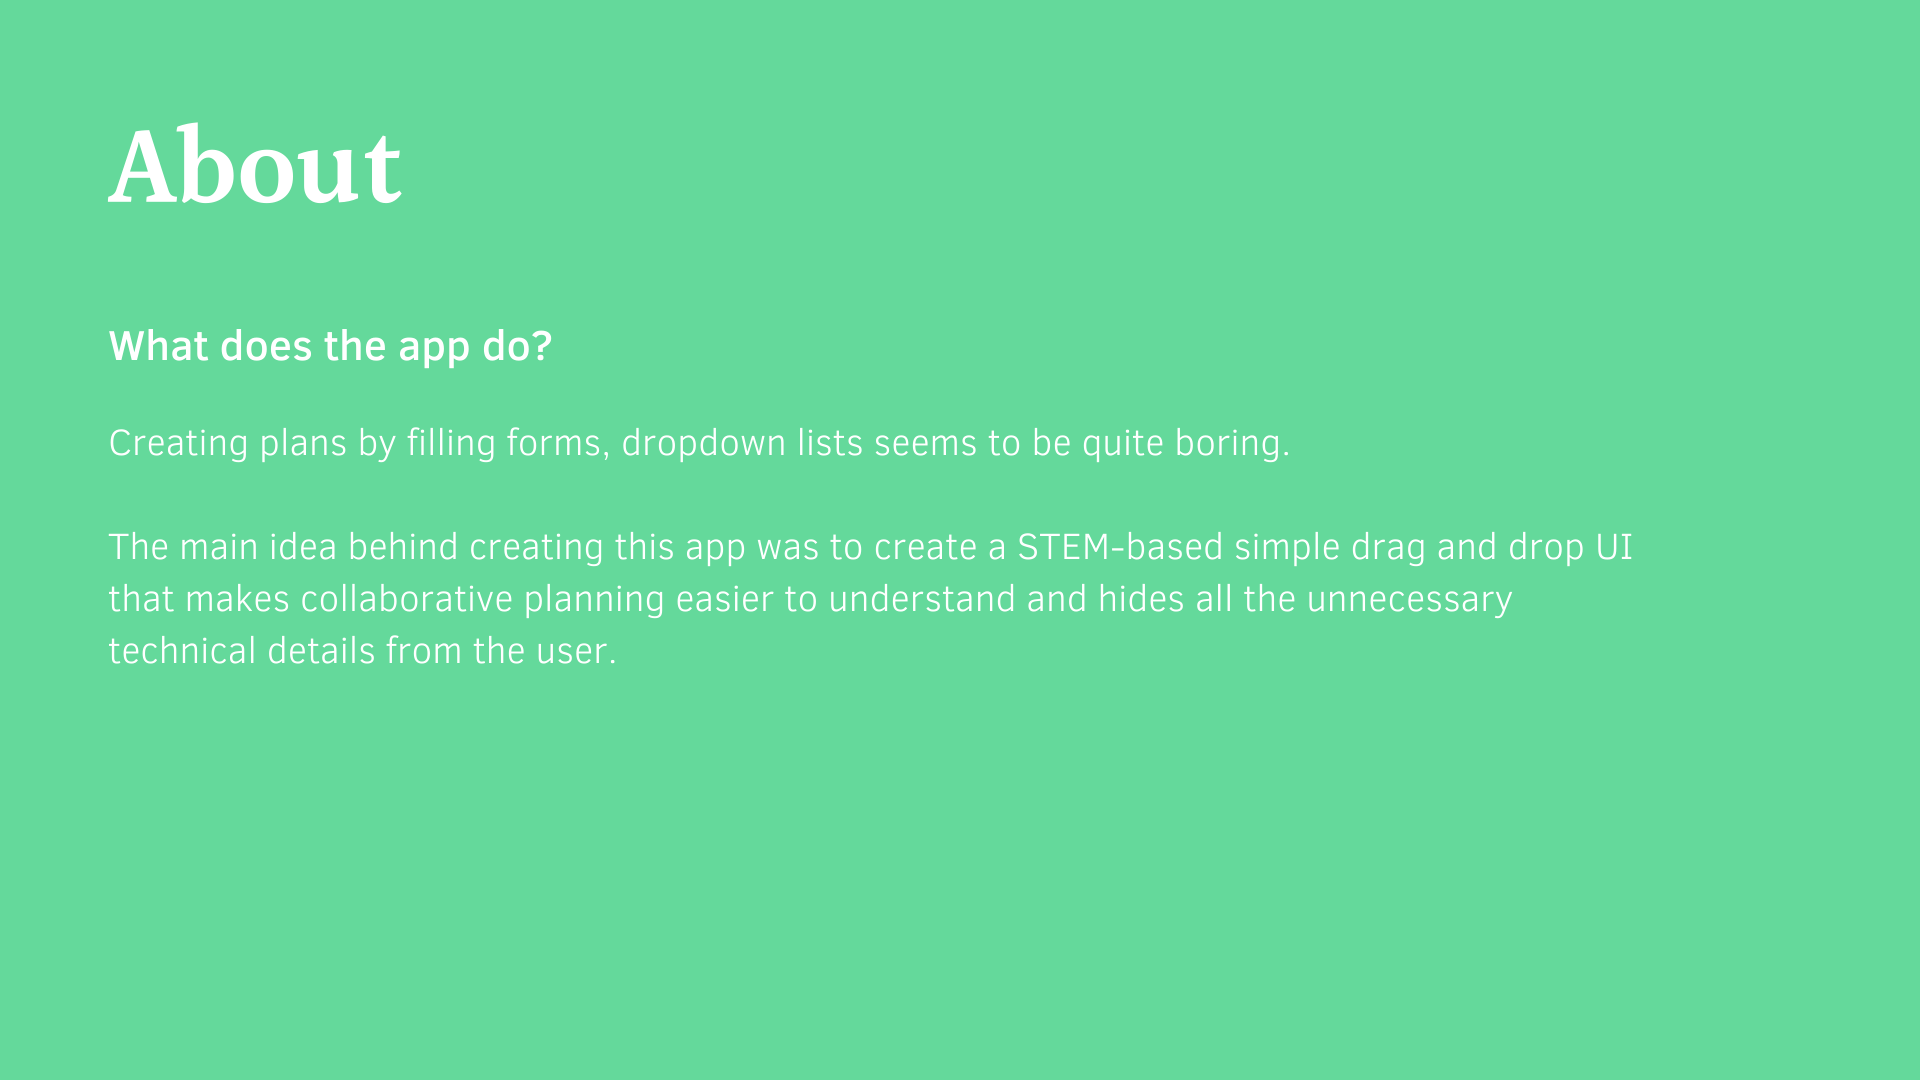 About
What does the app do?
Creating plans by filling forms, dropdown lists seems to be quite boring.
The main idea behind creating this app was to create a STEM-based simple drag and drop UI
that makes collaborative planning easier to understand and hides all the unnecessary
technical details from the user.